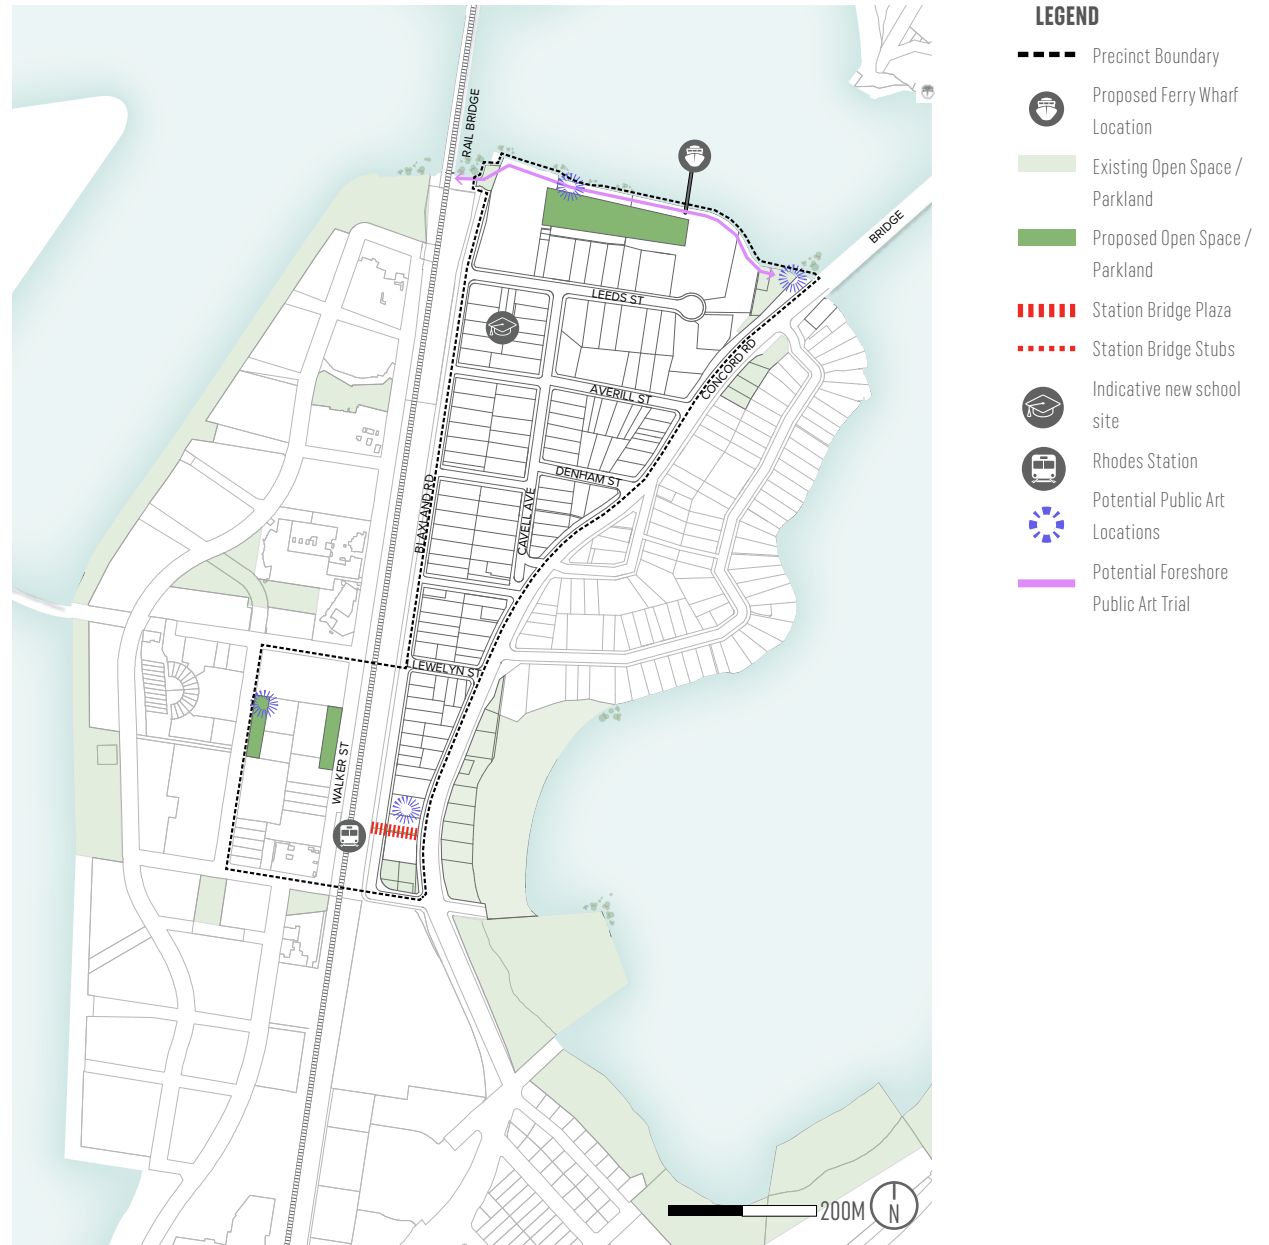 RAIL BRIDGE
BRIDGE
LEEDS ST
CONCORD RD
AVERILL ST
DENHAM ST
BLAXLAND RD
CAVELL AVE
LEWELYN ST
WALKER ST
200M
N
LEGEND
Precinct Boundary
Proposed Ferry Wharf
Location
Existing Open Space /
Parkland
Proposed Open Space /
Parkland
Station Bridge Plaza
Station Bridge Stubs
Indicative new school
site
Rhodes Station
Potential Public Art
Locations
Potential Foreshore
Public Art Trial